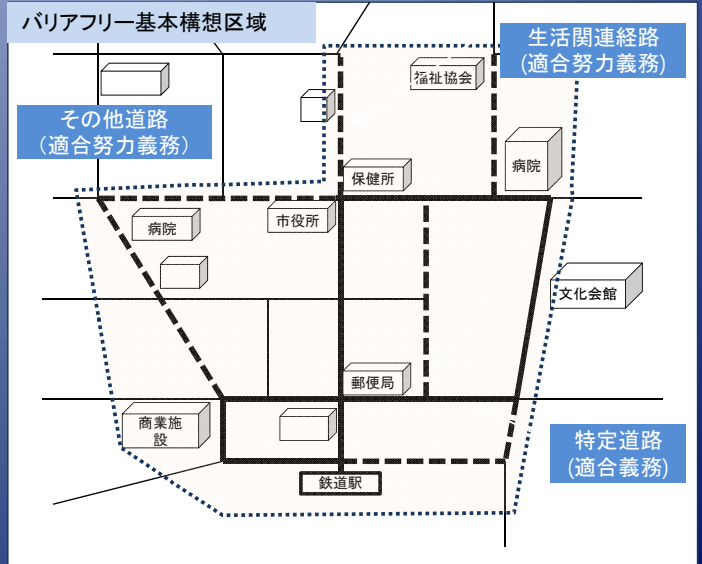 バリアフリー基本構想区域
生活関連経路
(適合努力義務)
福祉協会
その他道路
（適合努力義務）
病院
保健所
市役所
病院
文化会館
郵便局
商業施
設
特定道路
(適合義務)
鉄道駅